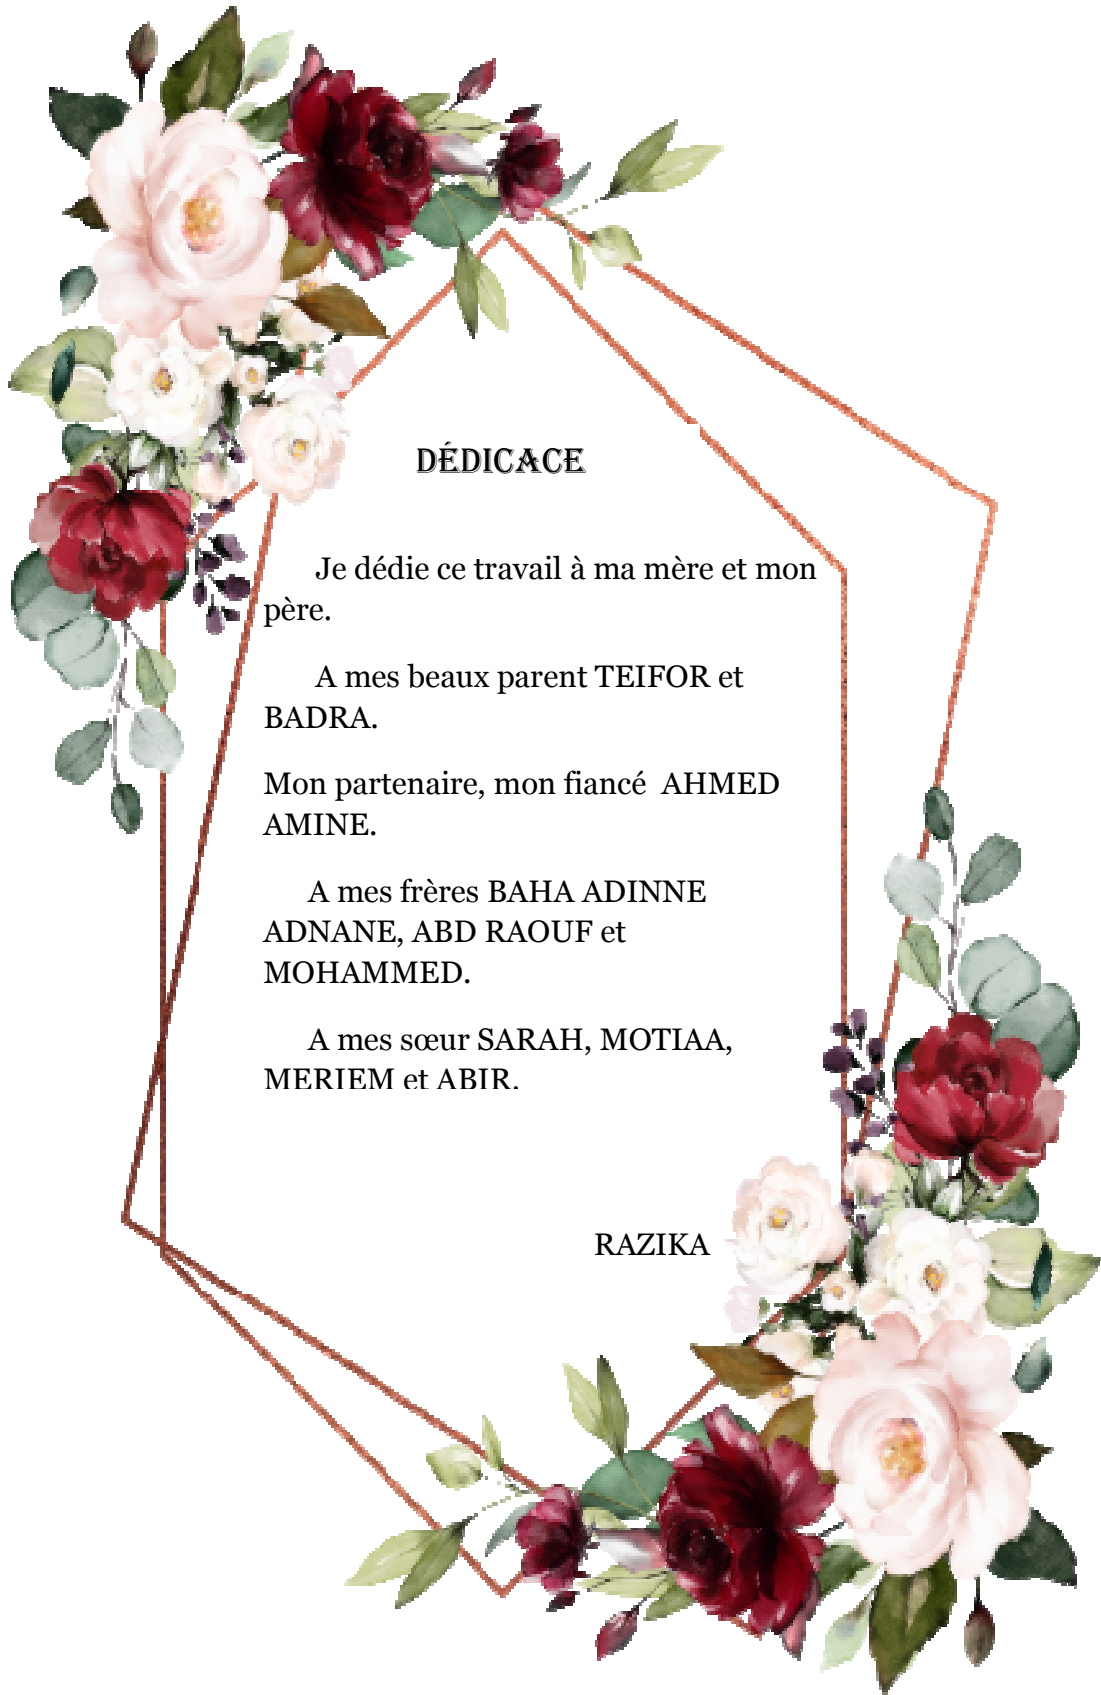 DÉDICACE
Je dédie ce travail à ma mère et mon
père.
A mes beaux parent TEIFOR et
BADRA.
Mon partenaire, mon fiancé  AHMED
AMINE.
A mes frères BAHA ADINNE
ADNANE, ABD RAOUF et
MOHAMMED.
A mes sœur SARAH, MOTIAA,
MERIEM et ABIR.
RAZIKA